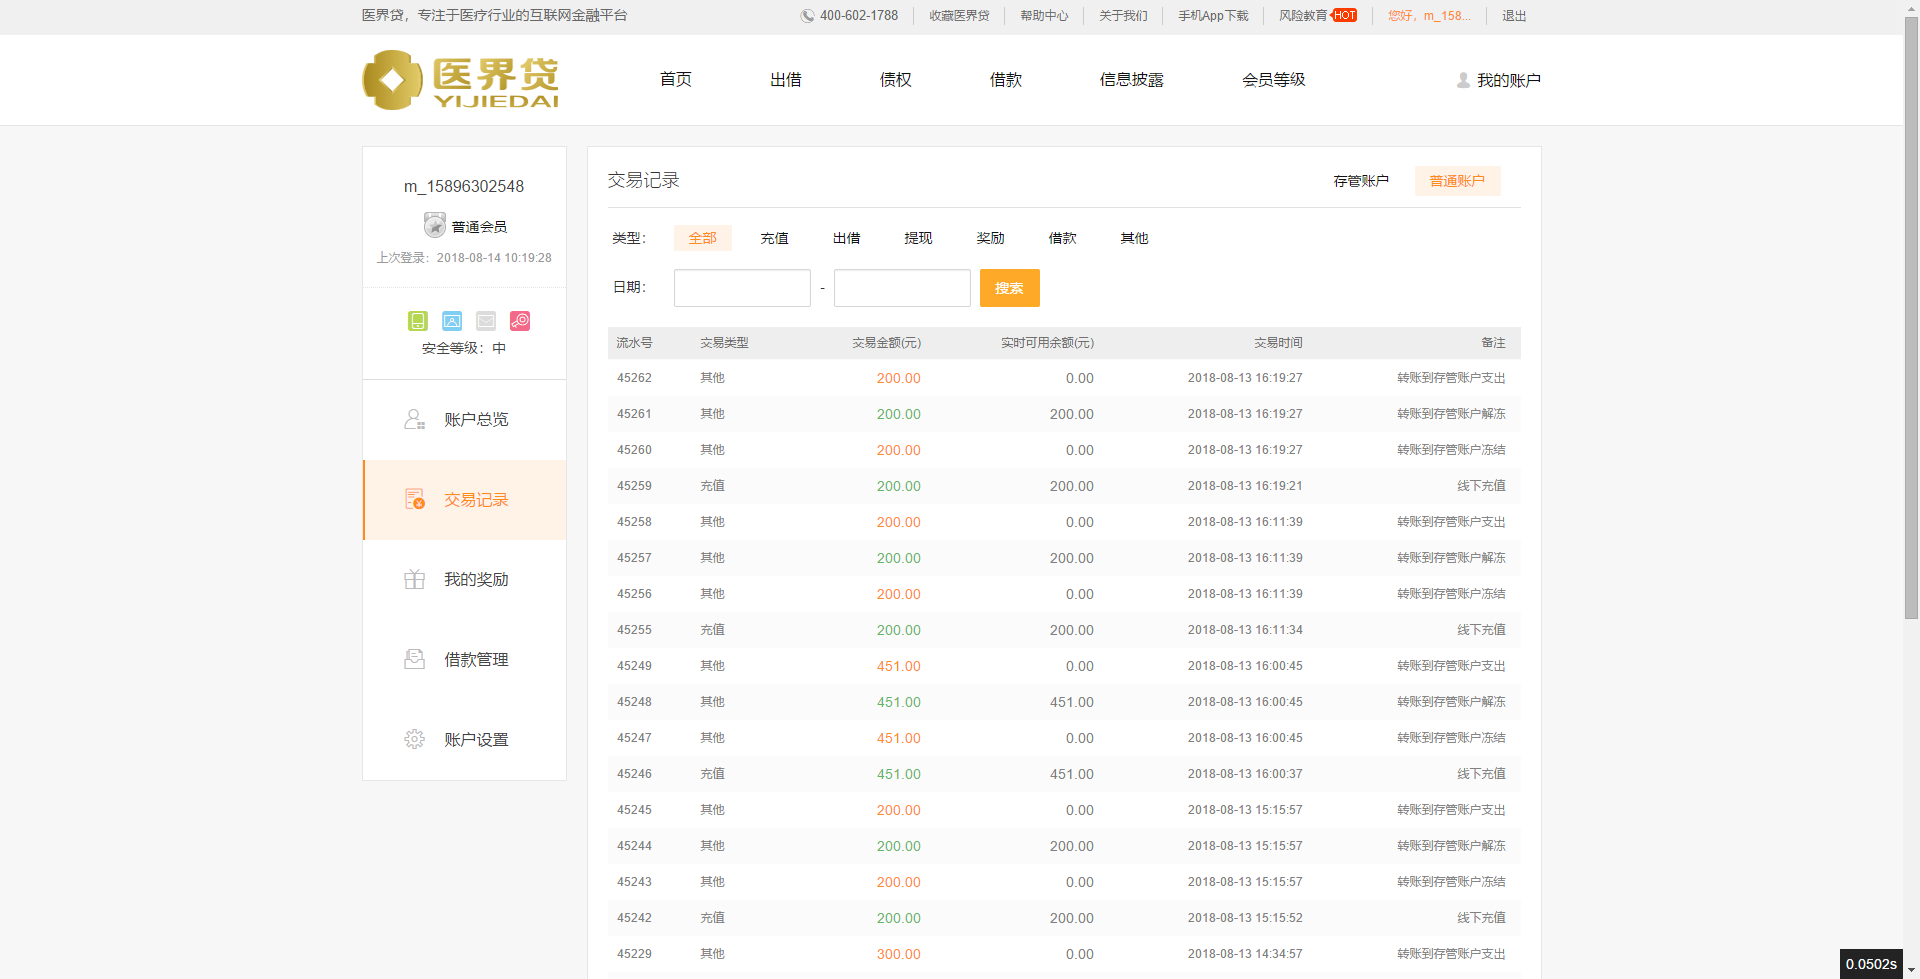 医界贷，专注于医疗行业的互联网金融平台 400-602-1788 收藏医界贷 帮助中心 关于我们 手机App下载 风险教育 HOT 您好，m_158... 退出
医界贷 YIJIEDAI 首页 出借 债权 借款 信息披露 会员等级 我的账户
m_15896302548
普通会员
上次登录：2018-08-14 10:19:28
安全等级：中
账户总览
交易记录
我的奖励
借款管理
账户设置
交易记录 存管账户 普通账户
类型： 全部 充值 出借 提现 奖励 借款 其他
日期： - 搜索
流水号 交易类型 交易金额(元) 实时可用余额(元) 交易时间 备注
45262 其他 200.00 0.00 2018-08-13 16:19:27 转账到存管账户支出
45261 其他 200.00 200.00 2018-08-13 16:19:27 转账到存管账户解冻
45260 其他 200.00 0.00 2018-08-13 16:19:27 转账到存管账户冻结
45259 充值 200.00 200.00 2018-08-13 16:19:21 线下充值
45258 其他 200.00 0.00 2018-08-13 16:11:39 转账到存管账户支出
45257 其他 200.00 200.00 2018-08-13 16:11:39 转账到存管账户解冻
45256 其他 200.00 0.00 2018-08-13 16:11:39 转账到存管账户冻结
45255 充值 200.00 200.00 2018-08-13 16:11:34 线下充值
45249 其他 451.00 0.00 2018-08-13 16:00:45 转账到存管账户支出
45248 其他 451.00 451.00 2018-08-13 16:00:45 转账到存管账户解冻
45247 其他 451.00 0.00 2018-08-13 16:00:45 转账到存管账户冻结
45246 充值 451.00 451.00 2018-08-13 16:00:37 线下充值
45245 其他 200.00 0.00 2018-08-13 15:15:57 转账到存管账户支出
45244 其他 200.00 200.00 2018-08-13 15:15:57 转账到存管账户解冻
45243 其他 200.00 0.00 2018-08-13 15:15:57 转账到存管账户冻结
45242 充值 200.00 200.00 2018-08-13 15:15:52 线下充值
45229 其他 300.00 0.00 2018-08-13 14:34:57 转账到存管账户支出
0.0502s